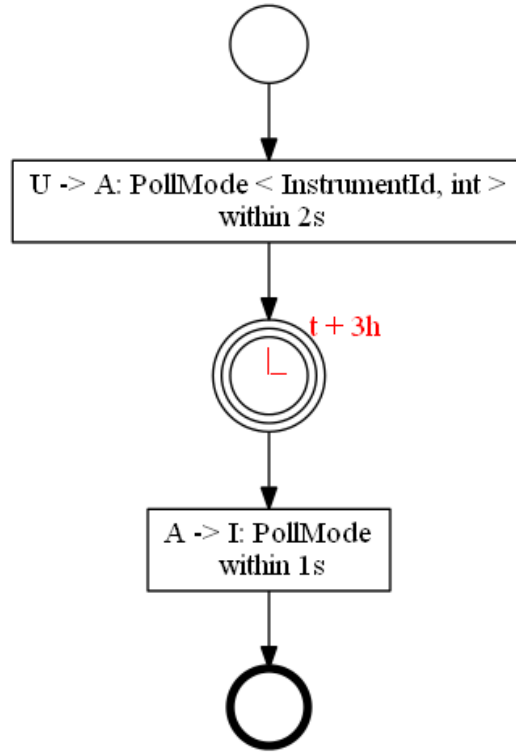 U -> A: PollMode < InstrumentId, int >
within 2s
t + 3h
A -> I: PollMode
within 1s